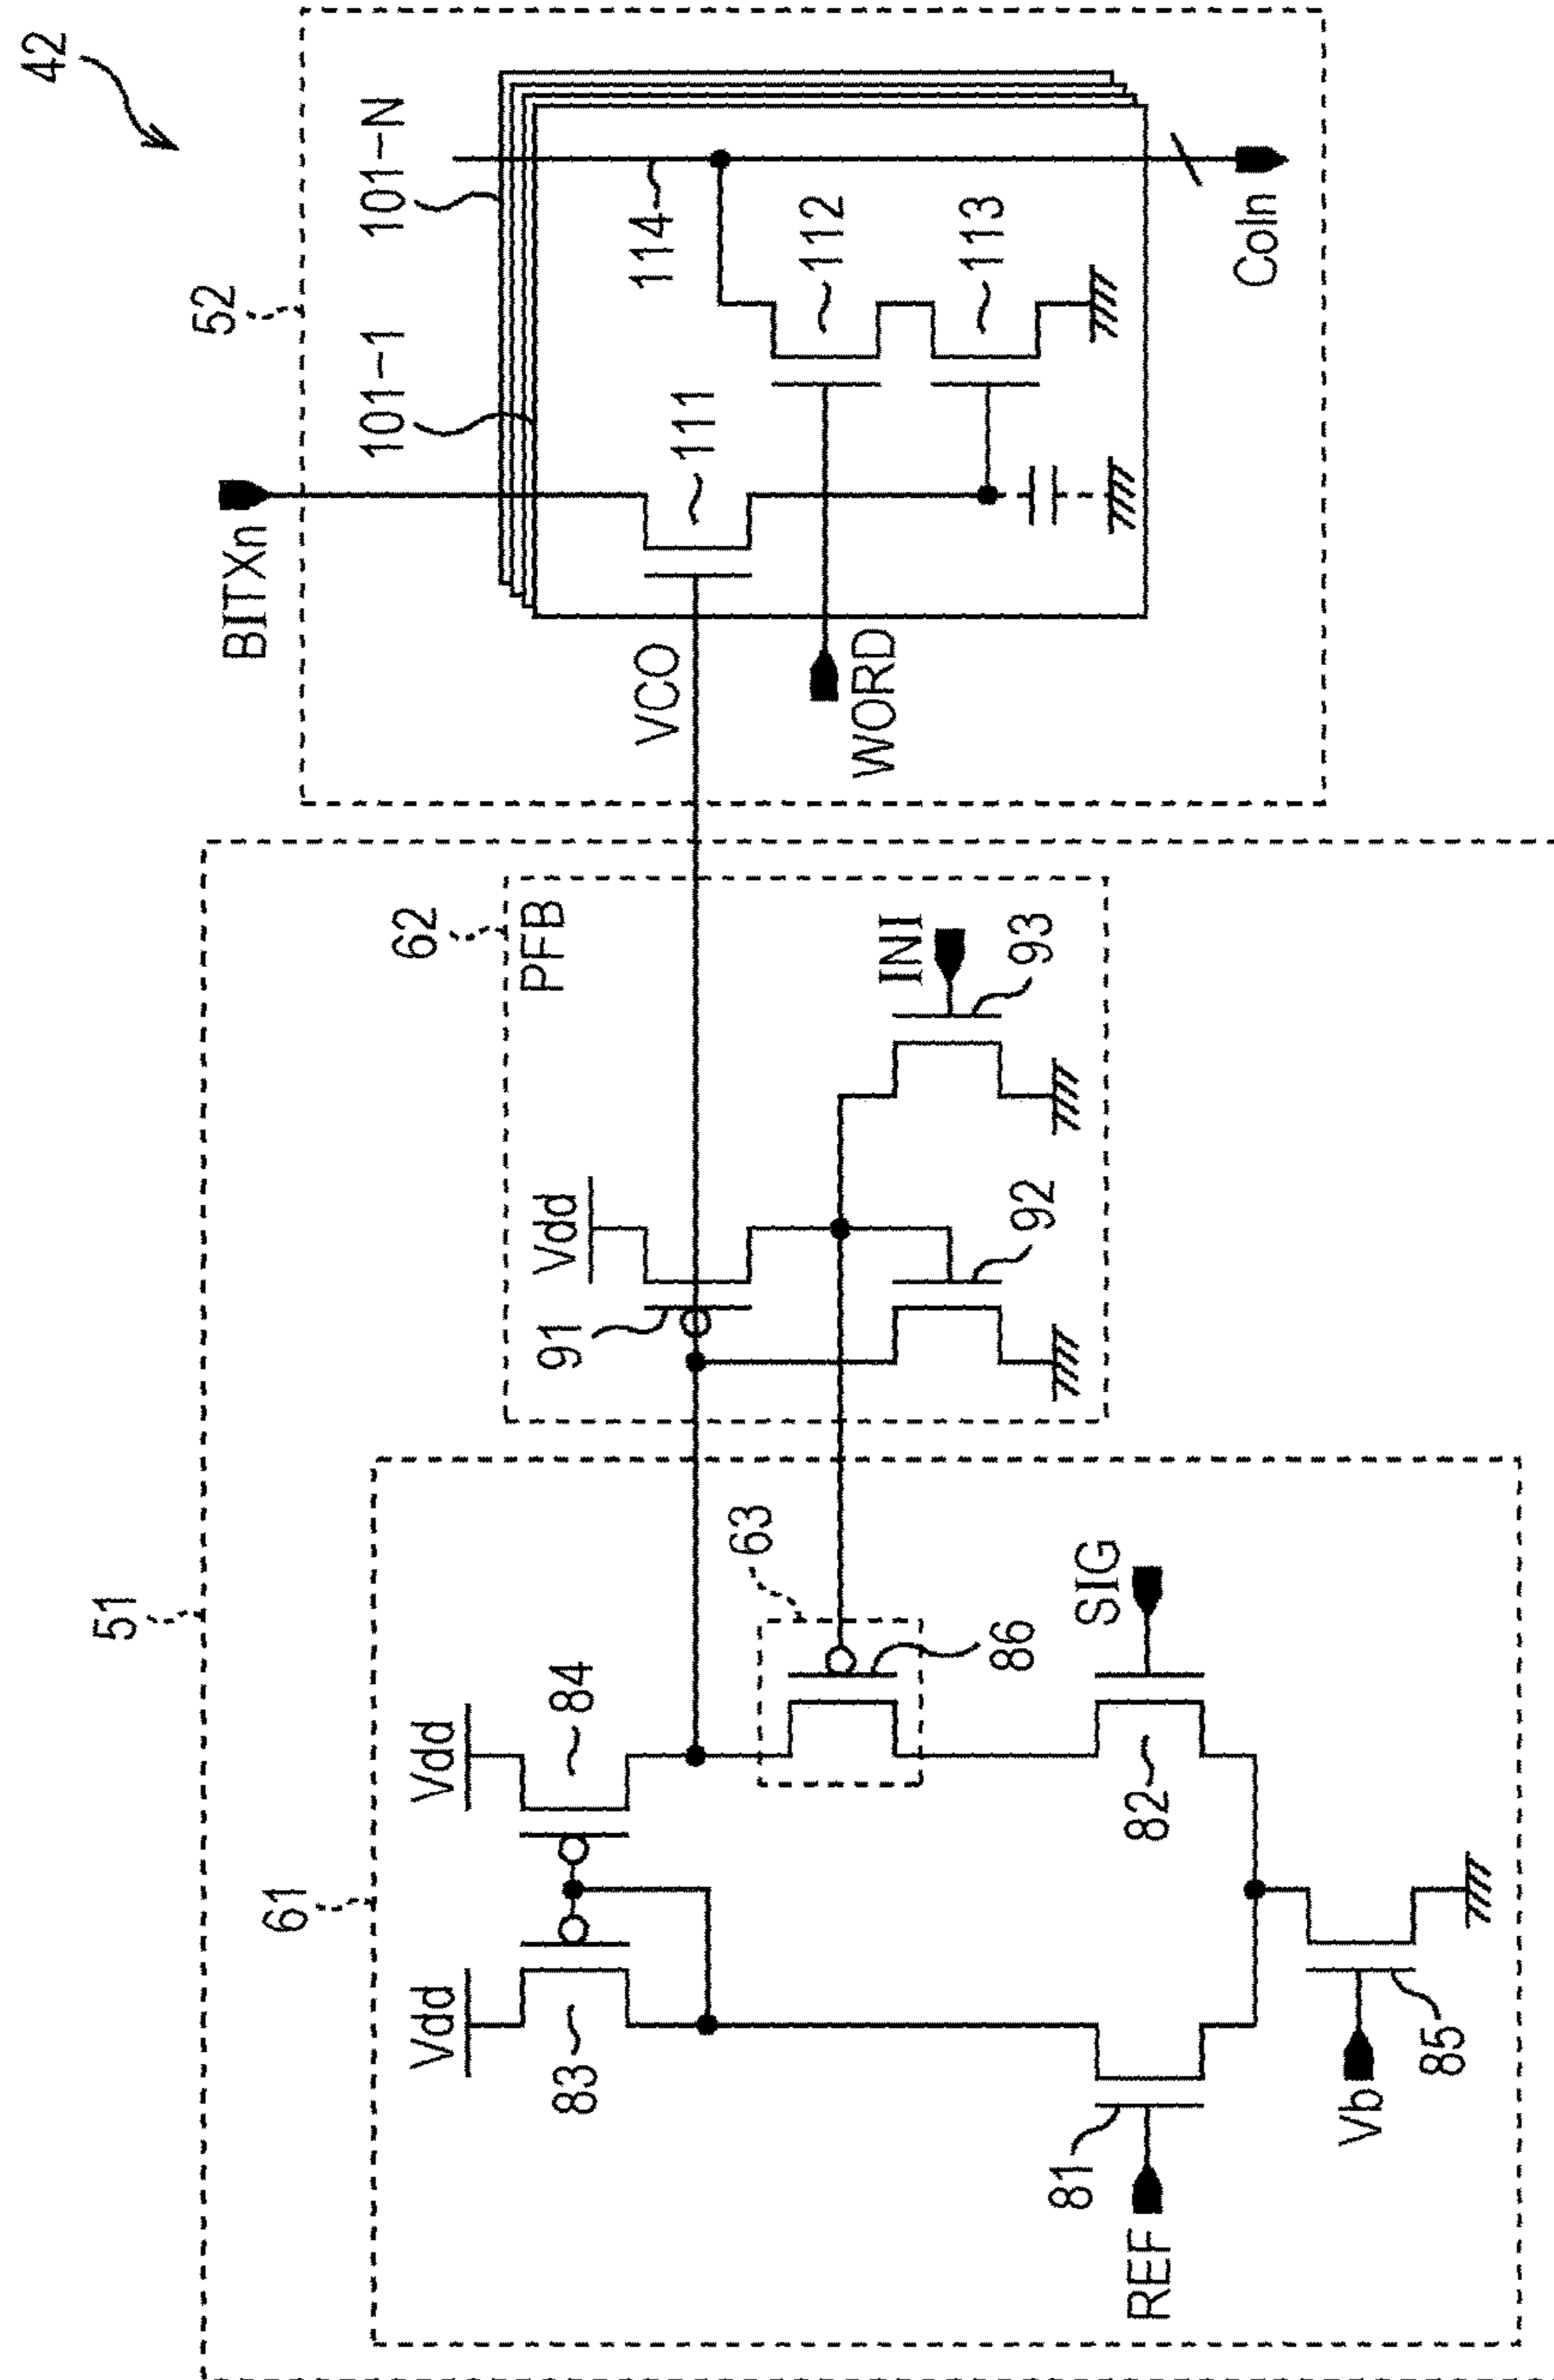 42
51
52
61
Vdd
Vdd
83
84
63
86
81
REF
82
SIG
Vb
85
62
PFB
Vdd
91
92
INI
93
VCO
BITXn
101-1
101-N
111
114
112
113
WORD
Coln